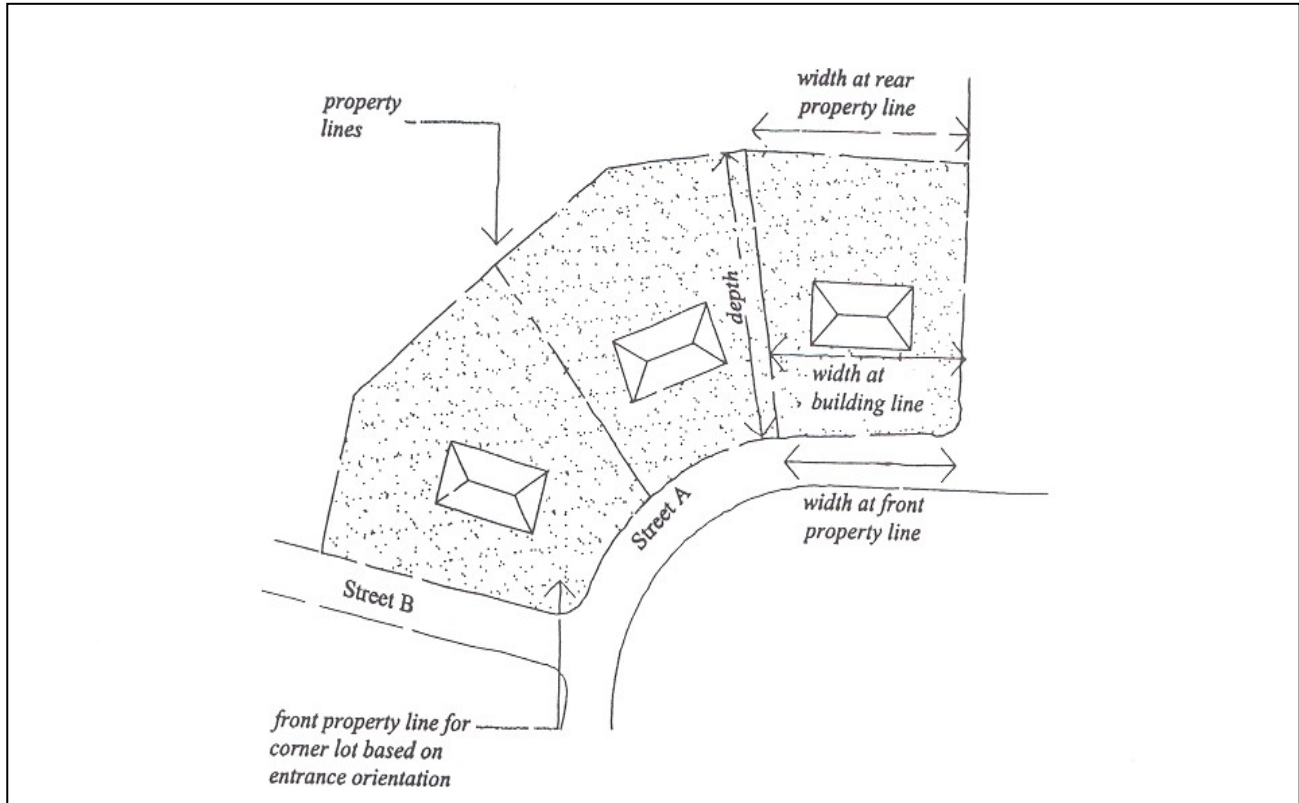 width at rear
property line
property
lines
depth
width at
building line
width at front
property line
Street A
Street B
front property line for
corner lot based on
entrance orientation